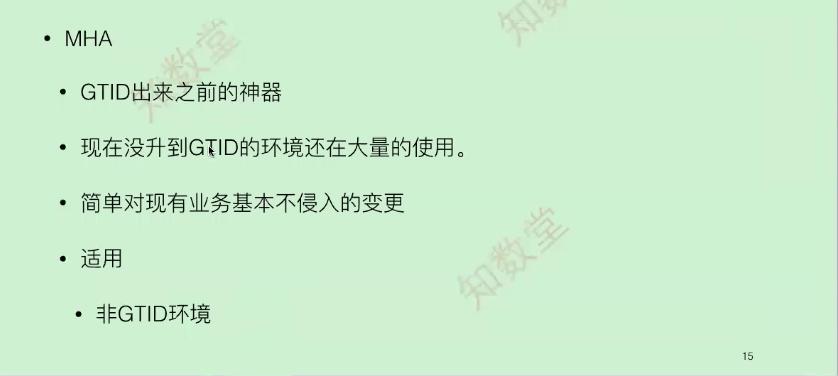 知数堂
知数堂
• MHA
• GTID出来之前的神器
• 现在没升到GTID的环境还在大量的使用。
• 简单对现有业务基本不侵入的变更
• 适用
知数堂
• 非GTID环境
15